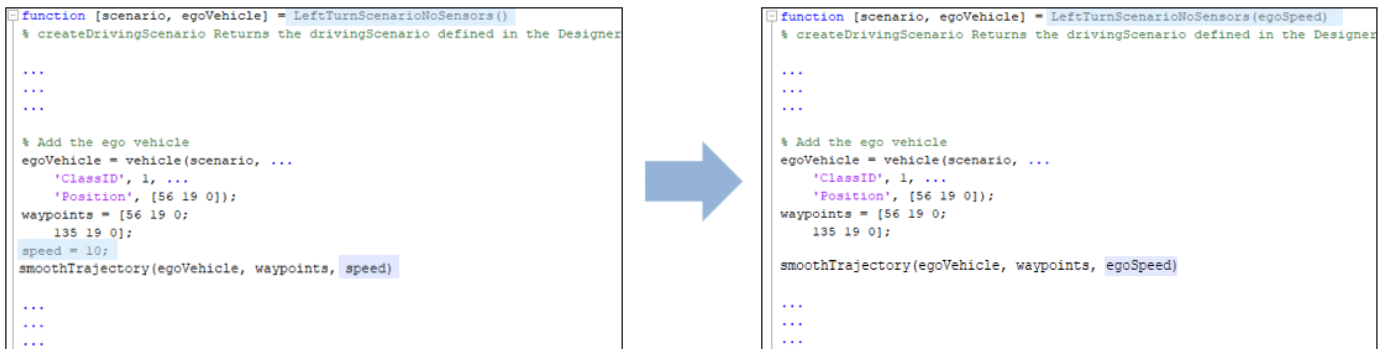 function [scenario, egoVehicle] = LeftTurnScenarioNoSensors()
% createDrivingScenario Returns the drivingScenario defined in the Designer
...
...
...
% Add the ego vehicle
egoVehicle = vehicle(scenario, ...
    'ClassID', 1, ...
    'Position', [56 19 0]);
waypoints = [56 19 0;
    135 19 0];
speed = 10;
smoothTrajectory(egoVehicle, waypoints, speed)
...
...
...
function [scenario, egoVehicle] = LeftTurnScenarioNoSensors(egoSpeed)
% createDrivingScenario Returns the drivingScenario defined in the Designer
...
...
...
% Add the ego vehicle
egoVehicle = vehicle(scenario, ...
    'ClassID', 1, ...
    'Position', [56 19 0]);
waypoints = [56 19 0;
    135 19 0];
smoothTrajectory(egoVehicle, waypoints, egoSpeed)
...
...
...